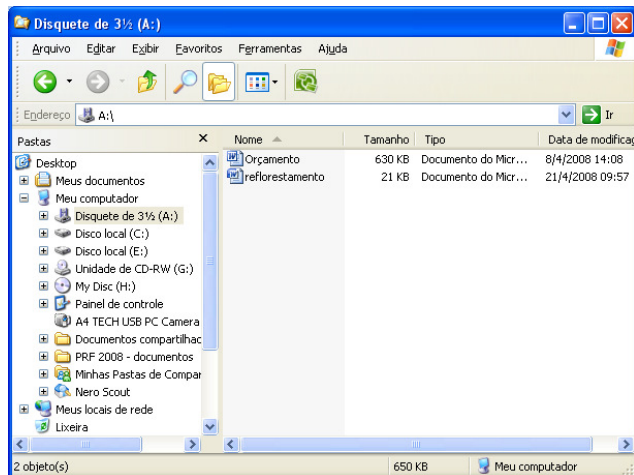 Disquete de 3½ (A:)
Arquivo Editar Exibir Favoritos Ferramentas Ajuda
Endereço A:\ Ir
Pastas
Desktop
Meus documentos
Meu computador
Disquete de 3½ (A:)
Disco local (C:)
Disco local (E:)
Unidade de CD-RW (G:)
My Disc (H:)
Painel de controle
A4 TECH USB PC Camera
Documentos compartilhac
PRF 2008 - documentos
Minhas Pastas de Compar
Nero Scout
Meus locais de rede
Lixeira
Nome Tamanho Tipo Data de modificaç
Orçamento 630 KB Documento do Micr... 8/4/2008 14:08
reflorestamento 21 KB Documento do Micr... 21/4/2008 09:57
2 objeto(s) 650 KB Meu computador